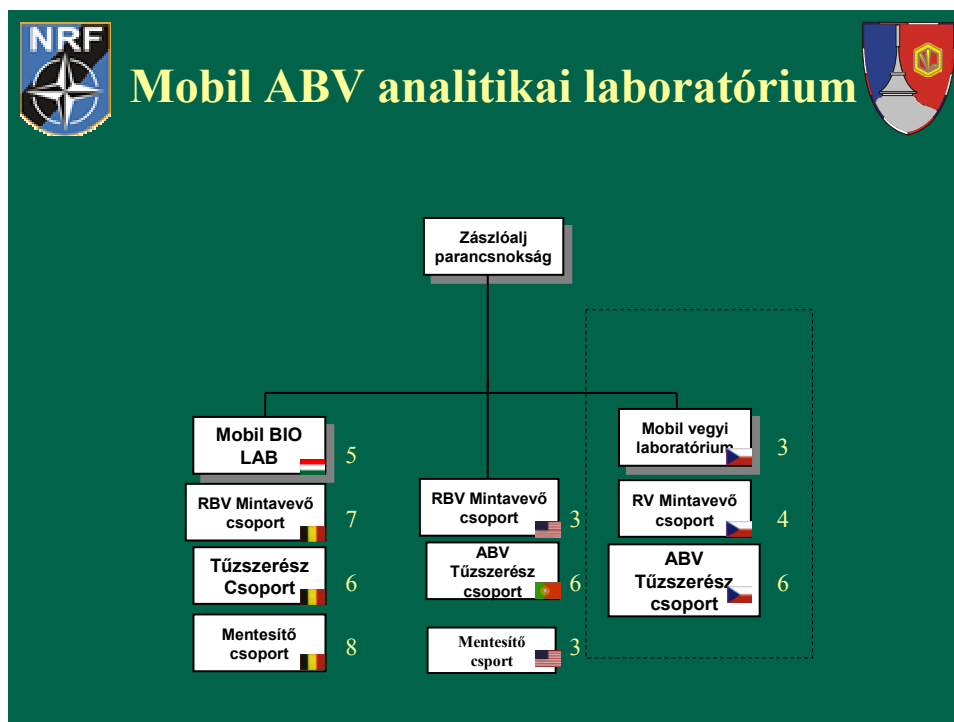 NRF
Mobil ABV analitikai laboratórium
Zászlóalj
parancsnokság
Mobil BIO
LAB
5
RBV Mintavevő
csoport
7
Tűzszerész
Csoport
6
Mentesítő
csoport
8
RBV Mintavevő
csoport
3
ABV
Tűzszerész
csoport
6
Mentesítő
csport
3
Mobil vegyi
laboratórium
3
RV Mintavevő
csoport
4
ABV
Tűzszerész
csoport
6